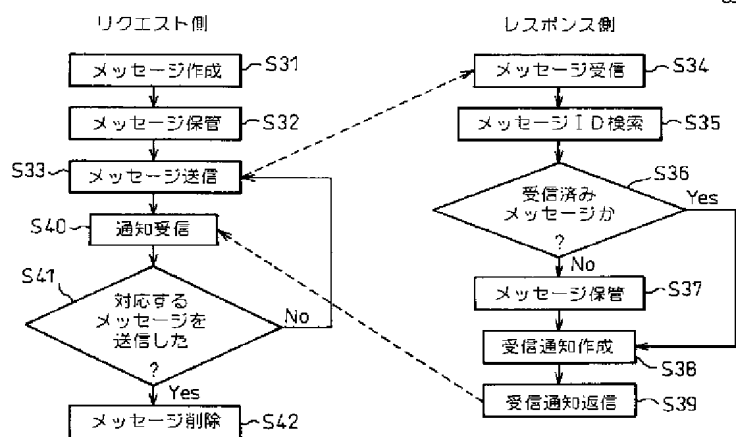 リクエスト側
メッセージ作成
S31
メッセージ保管
S32
S33
メッセージ送信
S40
通知受信
S41
対応する
メッセージを
送信した
?
No
Yes
メッセージ削除
S42
レスポンス側
メッセージ受信
S34
メッセージID検索
S35
S36
受信済み
メッセージか
?
Yes
No
メッセージ保管
S37
受信通知作成
S38
受信通知返信
S39